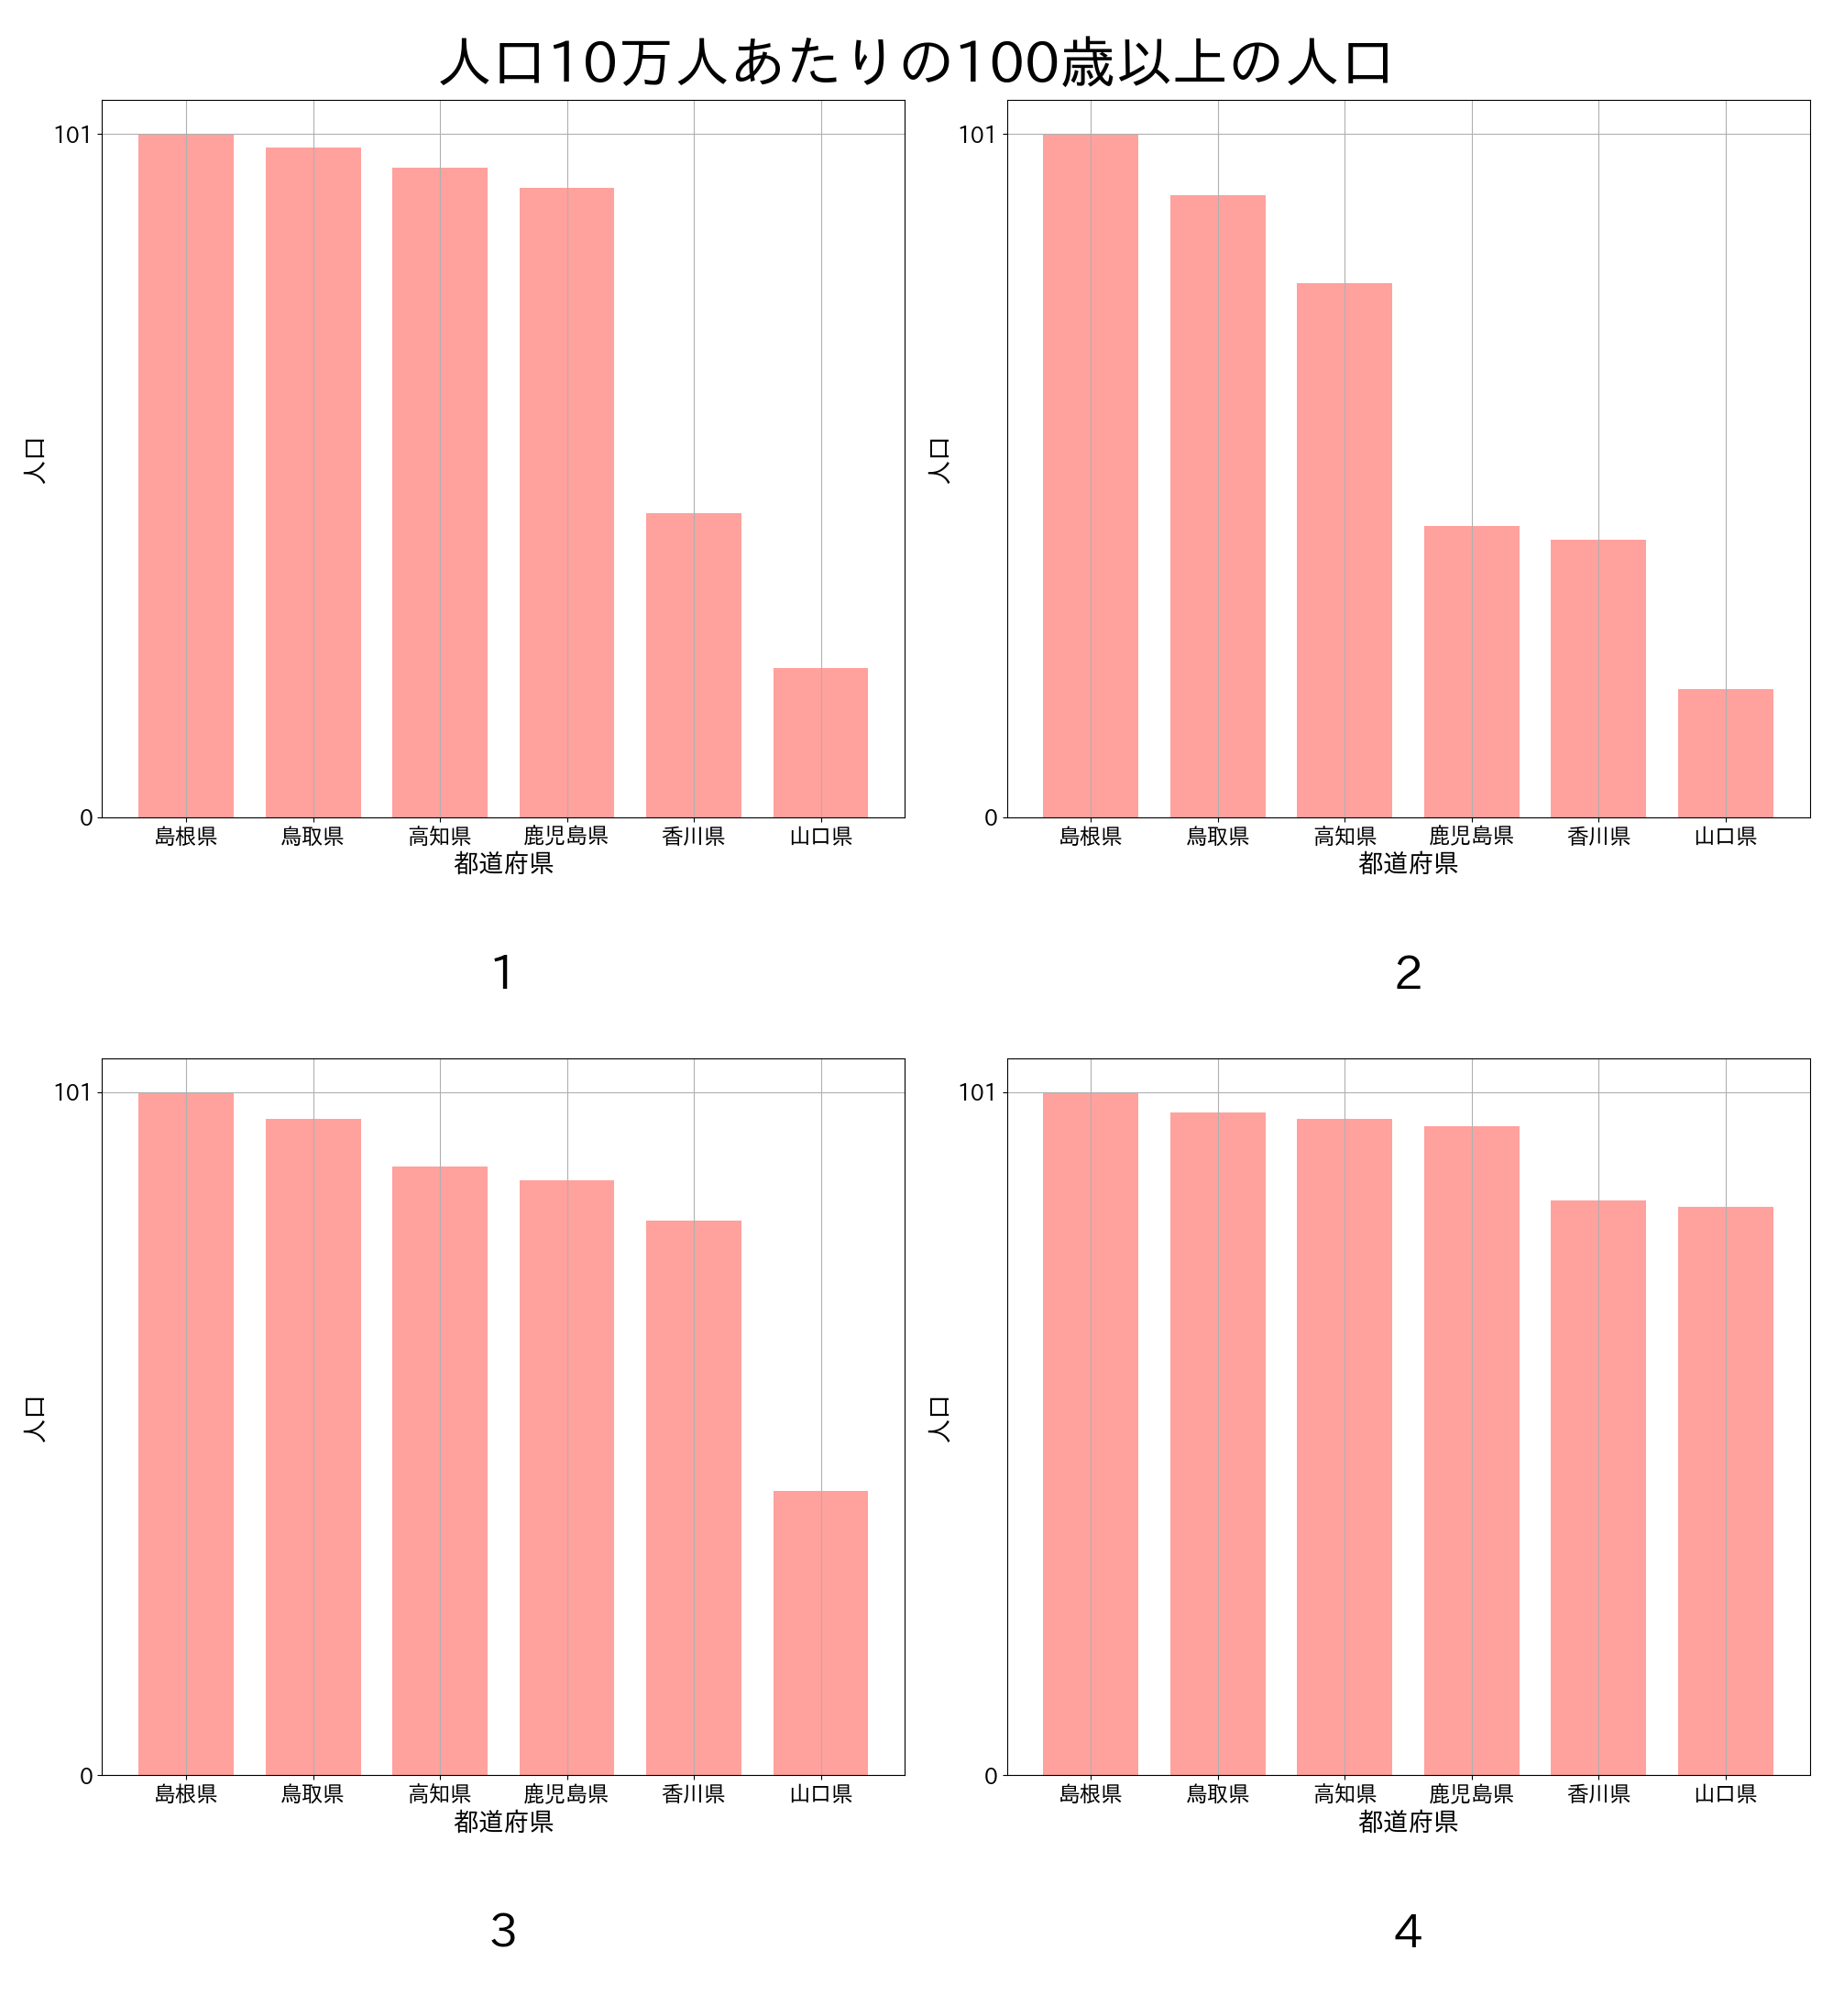 人口10万人あたりの100歳以上の人口
101
人口
0
島根県 鳥取県 高知県 鹿児島県 香川県 山口県
都道府県
1
101
人口
0
島根県 鳥取県 高知県 鹿児島県 香川県 山口県
都道府県
2
101
人口
0
島根県 鳥取県 高知県 鹿児島県 香川県 山口県
都道府県
3
101
人口
0
島根県 鳥取県 高知県 鹿児島県 香川県 山口県
都道府県
4